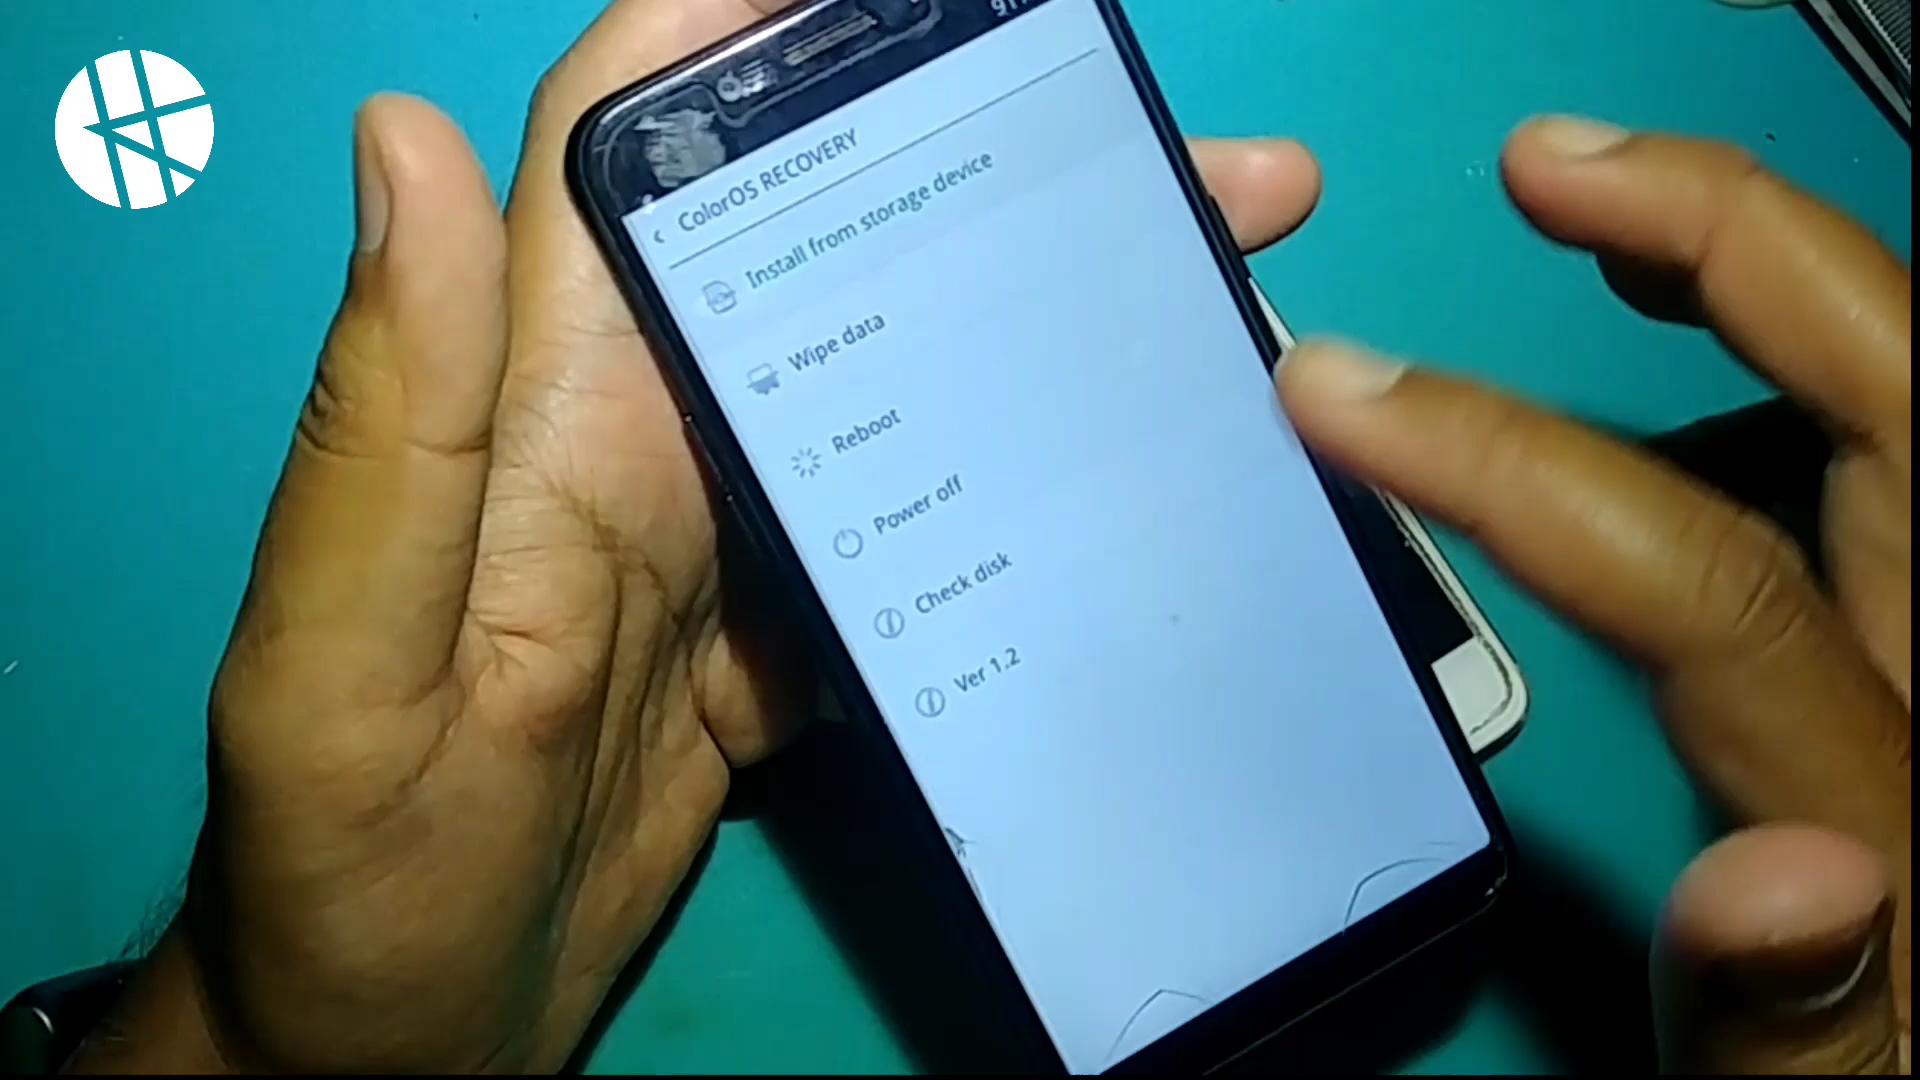 ColorOS RECOVERY
Install from storage device
Wipe data
Reboot
Power off
Check disk
Ver 1.2